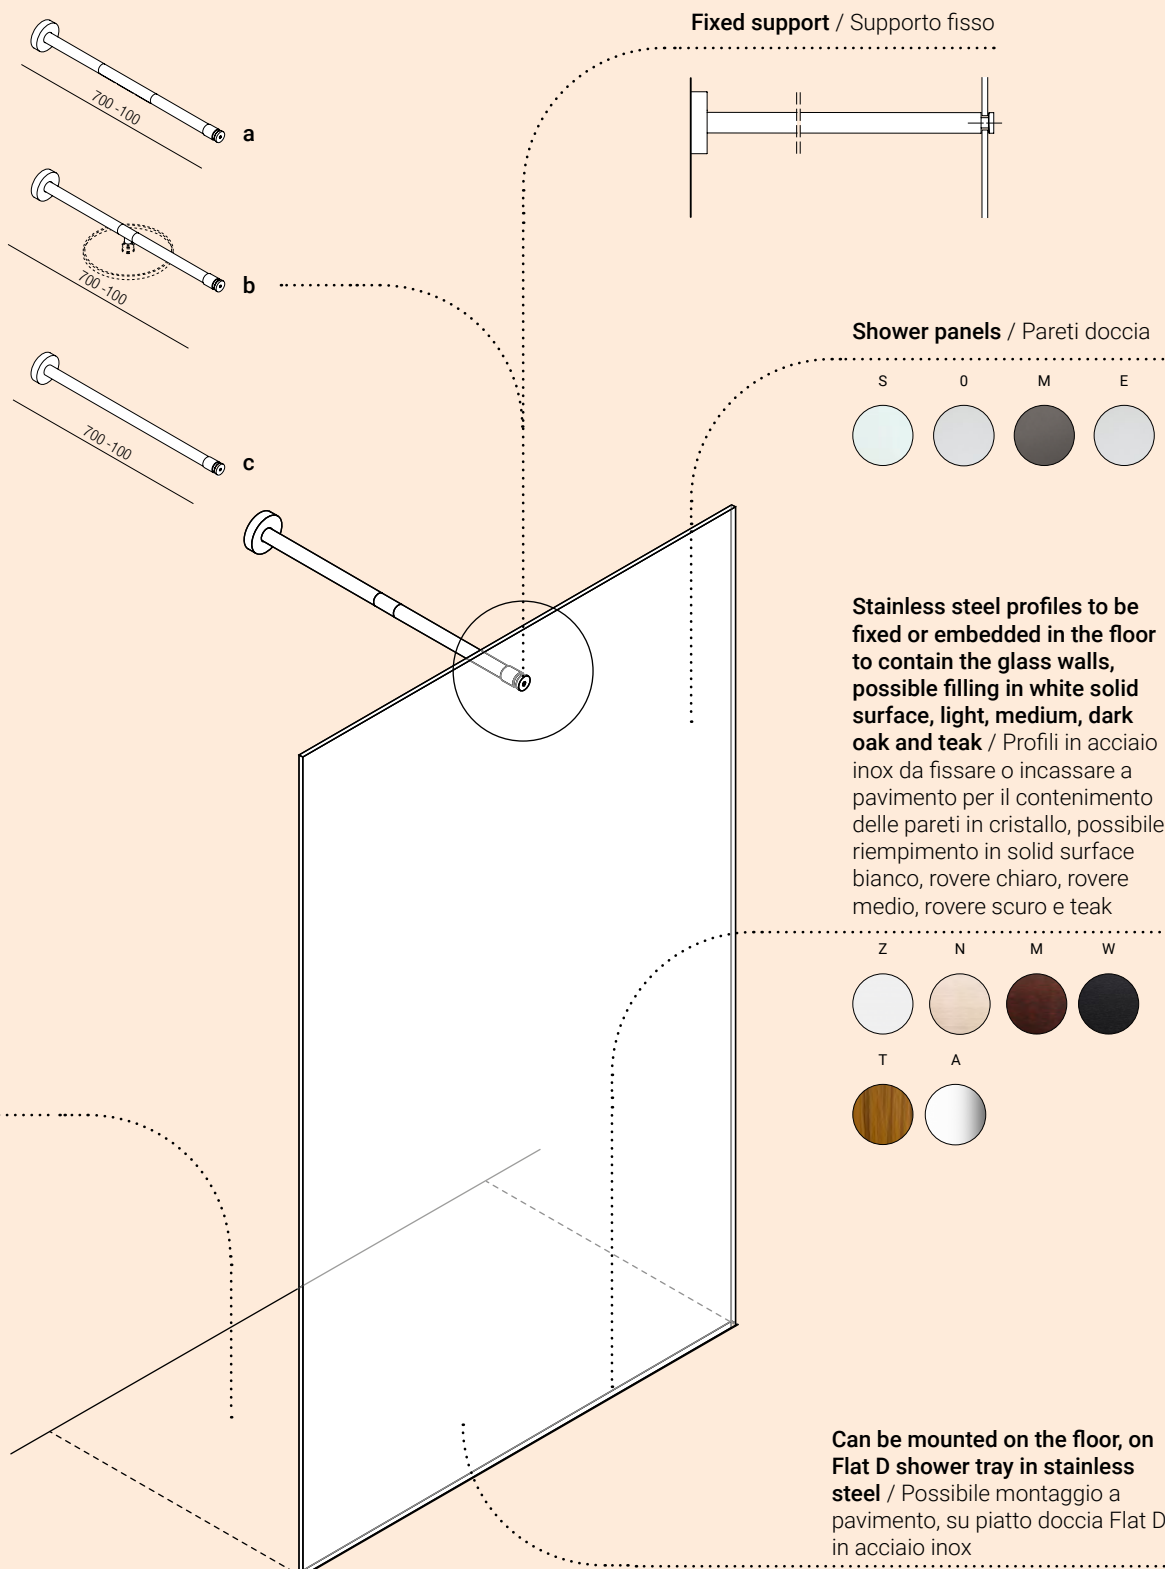 Fixed support / Supporto fisso
700 -100
a
700 -100
b
700 -100
c
Shower panels / Pareti doccia
S 0 M E
Stainless steel profiles to be
fixed or embedded in the floor
to contain the glass walls,
possible filling in white solid
surface, light, medium, dark
oak and teak / Profili in acciaio
inox da fissare o incassare a
pavimento per il contenimento
delle pareti in cristallo, possibile
riempimento in solid surface
bianco, rovere chiaro, rovere
medio, rovere scuro e teak
Z N M W
T A
Can be mounted on the floor, on
Flat D shower tray in stainless
steel / Possibile montaggio a
pavimento, su piatto doccia Flat D
in acciaio inox